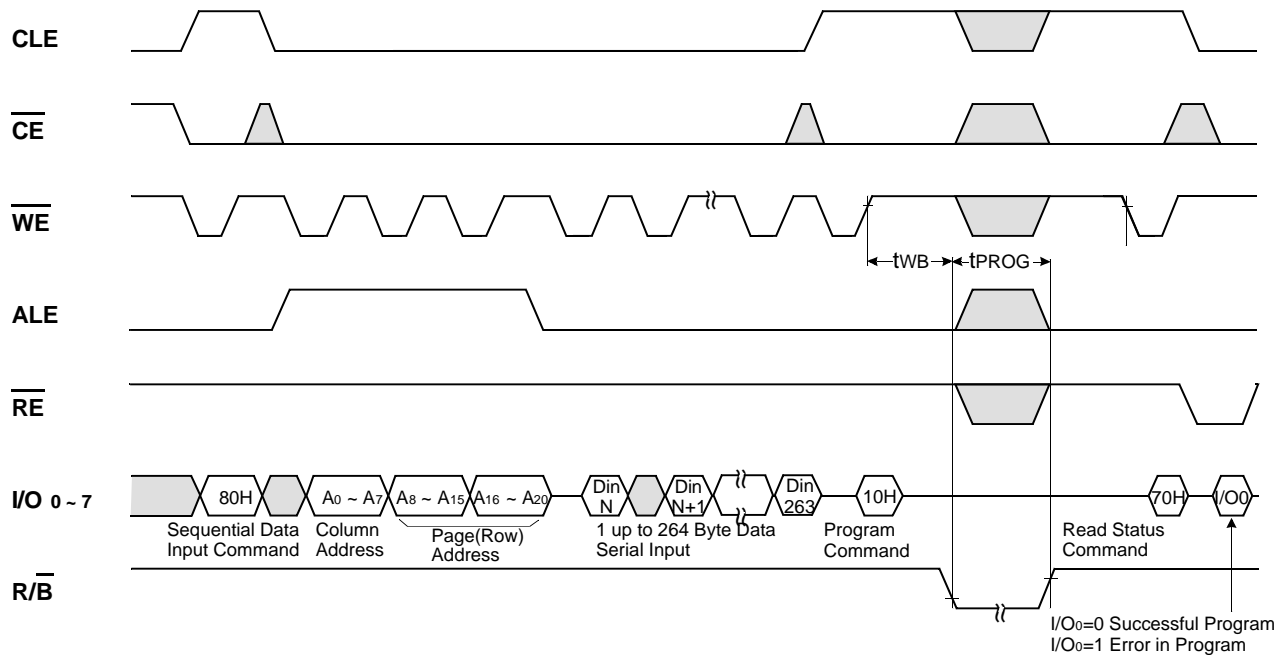 CLE
CE
WE
tWB tPROG
ALE
RE
I/O 0 ~ 7
80H A0 ~ A7 A8 ~ A15 A16 ~ A20 Din N Din N+1 Din 263 10H 70H I/O0
Sequential Data Input Command
Column Address
Page(Row) Address
1 up to 264 Byte Data Serial Input
Program Command
Read Status Command
R/B
I/O0=0 Successful Program
I/O0=1 Error in Program